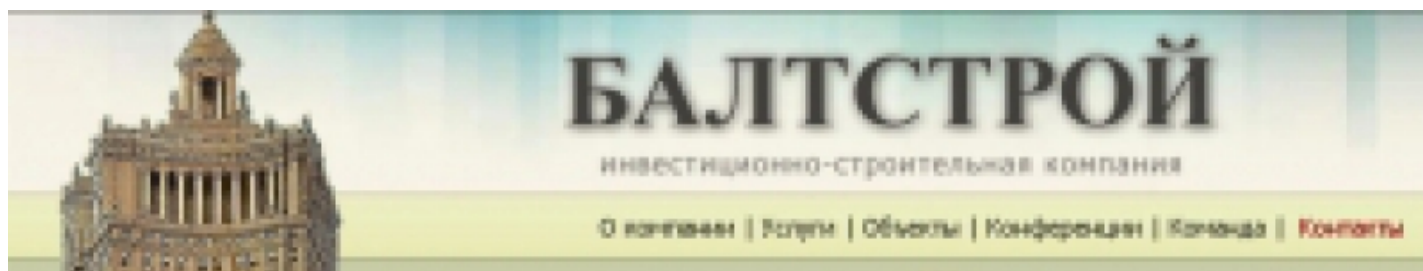 БАЛТСТРОЙ
инвестиционно-строительная компания
О компании | Услуги | Объекты | Конференции | Команда | Контакты